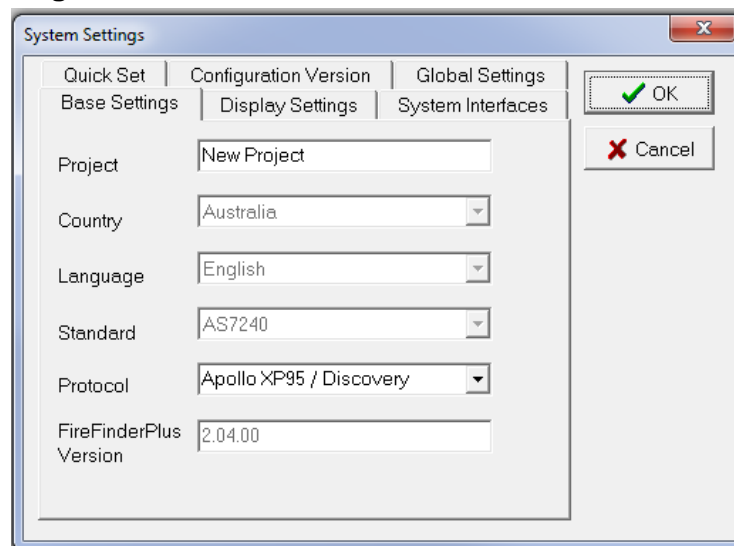 System Settings
Quick Set Configuration Version Global Settings
Base Settings Display Settings System Interfaces
OK
Cancel
Project New Project
Country Australia
Language English
Standard AS7240
Protocol Apollo XP95 / Discovery
FireFinderPlus
Version 2.04.00